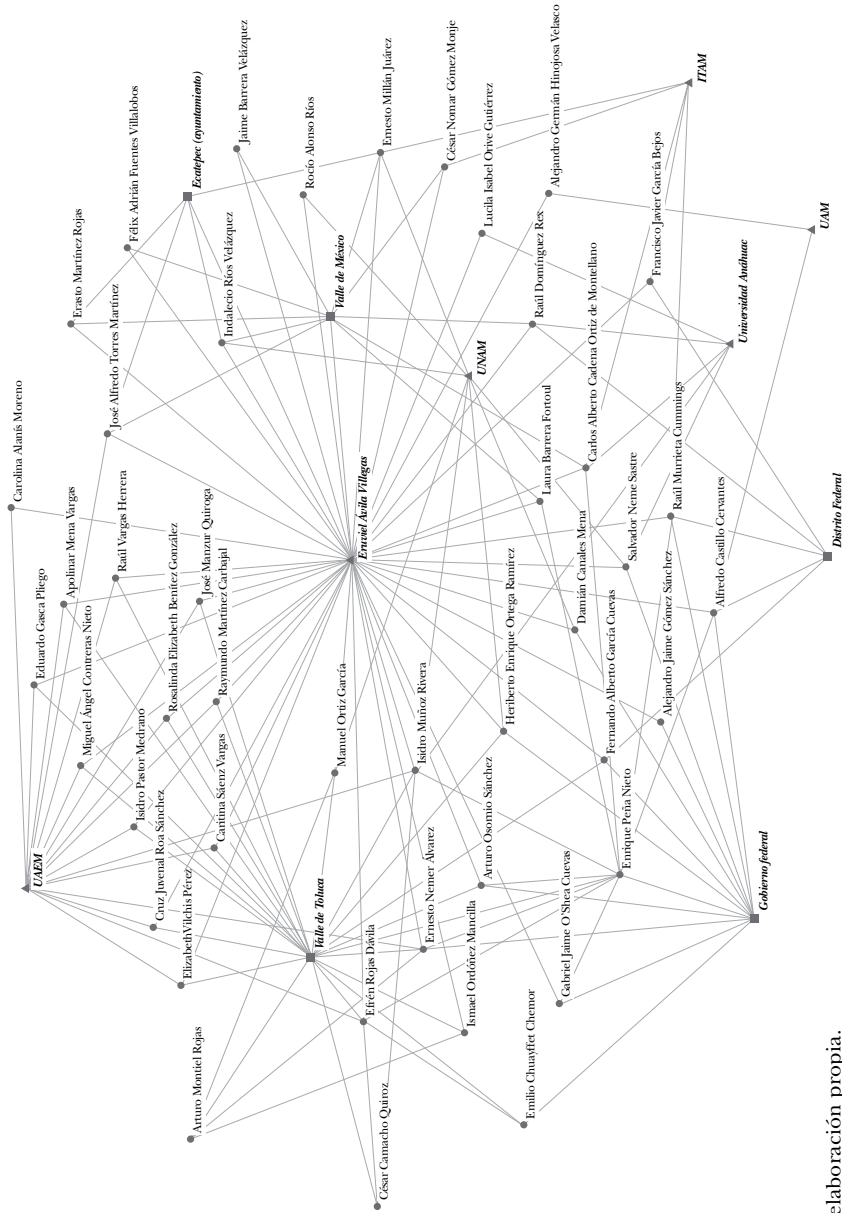 Carolina Alanís Moreno
Eduardo Gasca Pliego
Apolinar Mena Vargas
Erasto Martínez Rojas
Miguel Ángel Contreras Nieto
José Alfredo Torres Martínez
Raúl Vargas Herrera
Félix Adrián Fuentes Villalobos
UAEM
Isidro Pastor Medrano
Cruz Juvenal Roa Sánchez
Rosalinda Elizabeth Benítez González
Ecatepec (ayuntamiento)
Elizabeth Vilchis Pérez
José Manzur Quiroga
Arturo Montiel Rojas
Caritina Sáenz Vargas
Raymundo Martínez Carbajal
Indalecio Ríos Velázquez
Jaime Barrera Velázquez
Rocío Alonso Ríos
Valle de Toluca
Manuel Ortiz García
Valle de México
Eruviel Ávila Villegas
Efrén Rojas Dávila
César Camacho Quiroz
Ernesto Millán Juárez
Isidro Muñoz Rivera
Ernesto Nemer Álvarez
César Nomar Gómez Monje
Ismael Ordóñez Mancilla
UNAM
Arturo Osornio Sánchez
Lucila Isabel Orive Gutiérrez
Heriberto Enrique Ortega Ramírez
Emilio Chuayffet Chemor
Raúl Domínguez Rex
Laura Barrera Fortoul
Alejandro Germán Hinojosa Velasco
Gabriel Jaime O'Shea Cuevas
Damián Canales Mena
Carlos Alberto Cadena Ortiz de Montellano
Fernando Alberto García Cuevas
Enrique Peña Nieto
Salvador Neme Sastre
Francisco Javier García Bejos
Alejandro Jaime Gómez Sánchez
Raúl Murrieta Cummings
ITAM
Alfredo Castillo Cervantes
Universidad Anáhuac
Gobierno federal
UAM
Distrito Federal
elaboración propia.